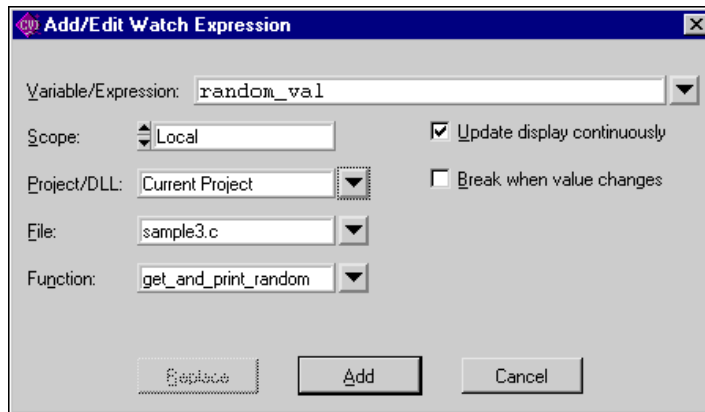 CVI Add/Edit Watch Expression
Variable/Expression: random_val
Scope: Local
Update display continuously
Project/DLL: Current Project
Break when value changes
File: sample3.c
Function: get_and_print_random
Replace Add Cancel